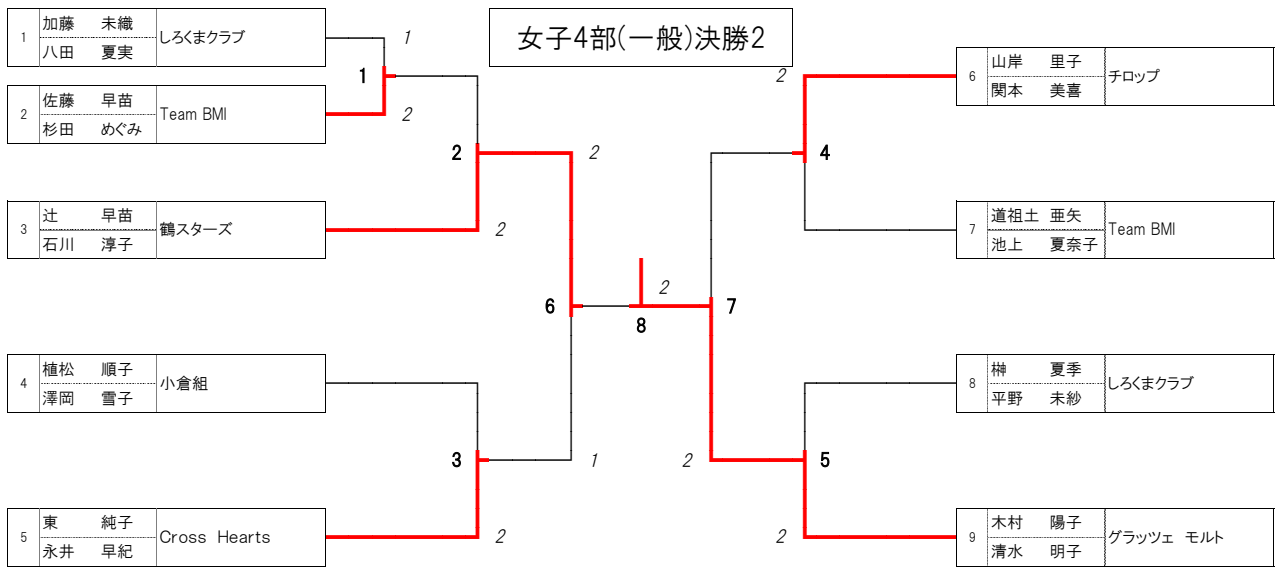 女子4部(一般)決勝2
1 加藤 未織 しろくまクラブ
八田 夏実
2 佐藤 早苗 Team BMI
杉田 めぐみ
3 辻 早苗 鶴スターズ
石川 淳子
4 植松 順子 小倉組
澤岡 雪子
5 東 純子 Cross Hearts
永井 早紀
1
1
2
2
2
2
6
3
1
2
8
2
6 山岸 里子 チロップ
関本 美喜
7 道祖土 亜矢 Team BMI
池上 夏奈子
8 榊 夏季 しろくまクラブ
平野 未紗
9 木村 陽子 グラッツェ モルト
清水 明子
2
4
7
2
5
2